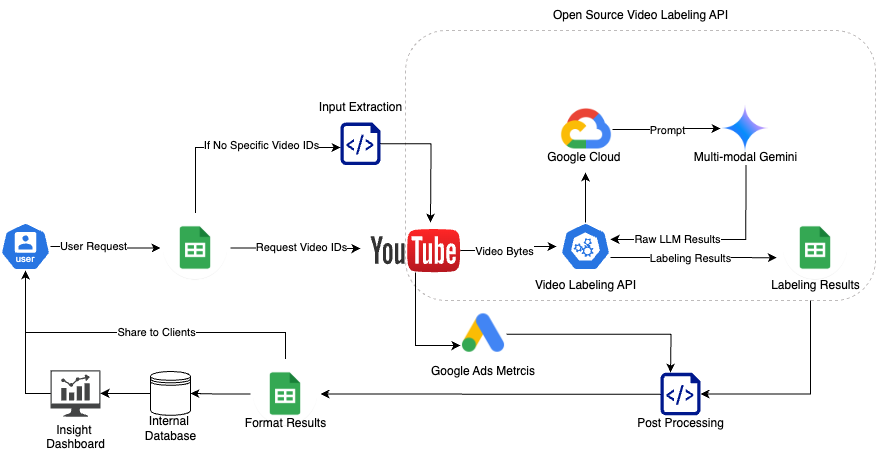 Open Source Video Labeling API
Input Extraction
If No Specific Video IDs
Prompt
Google Cloud
Multi-modal Gemini
user
User Request
Request Video IDs
YouTube
Video Bytes
Raw LLM Results
Labeling Results
Video Labeling API
Labeling Results
Share to Clients
Google Ads Metrcis
Insight
Dashboard
Internal
Database
Format Results
Post Processing